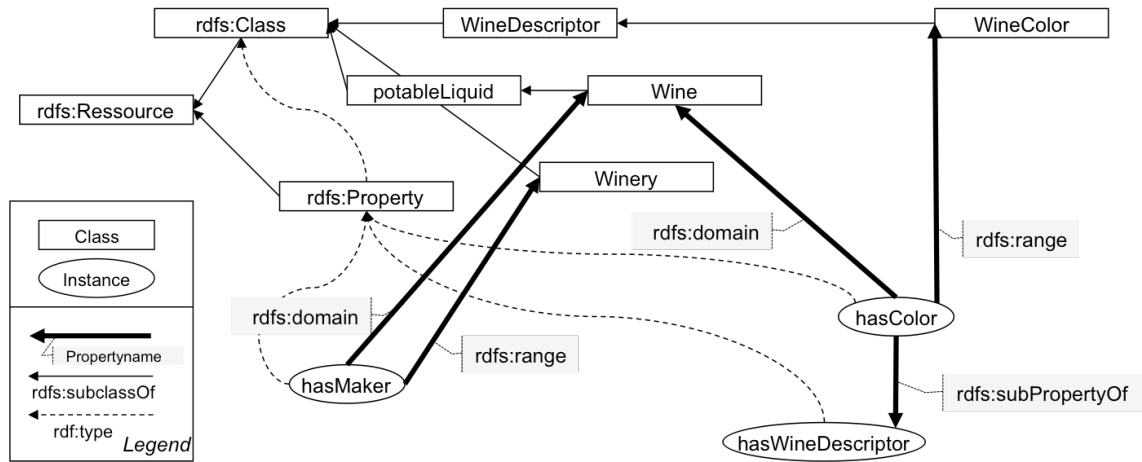 rdfs:Class
WineDescriptor
WineColor
potableLiquid
Wine
rdfs:Ressource
Winery
rdfs:Property
Class
Instance
rdfs:domain
rdfs:range
rdfs:domain
hasColor
rdfs:range
Propertyname
hasMaker
rdfs:subclassOf
rdfs:subPropertyOf
rdf:type
Legend
hasWineDescriptor